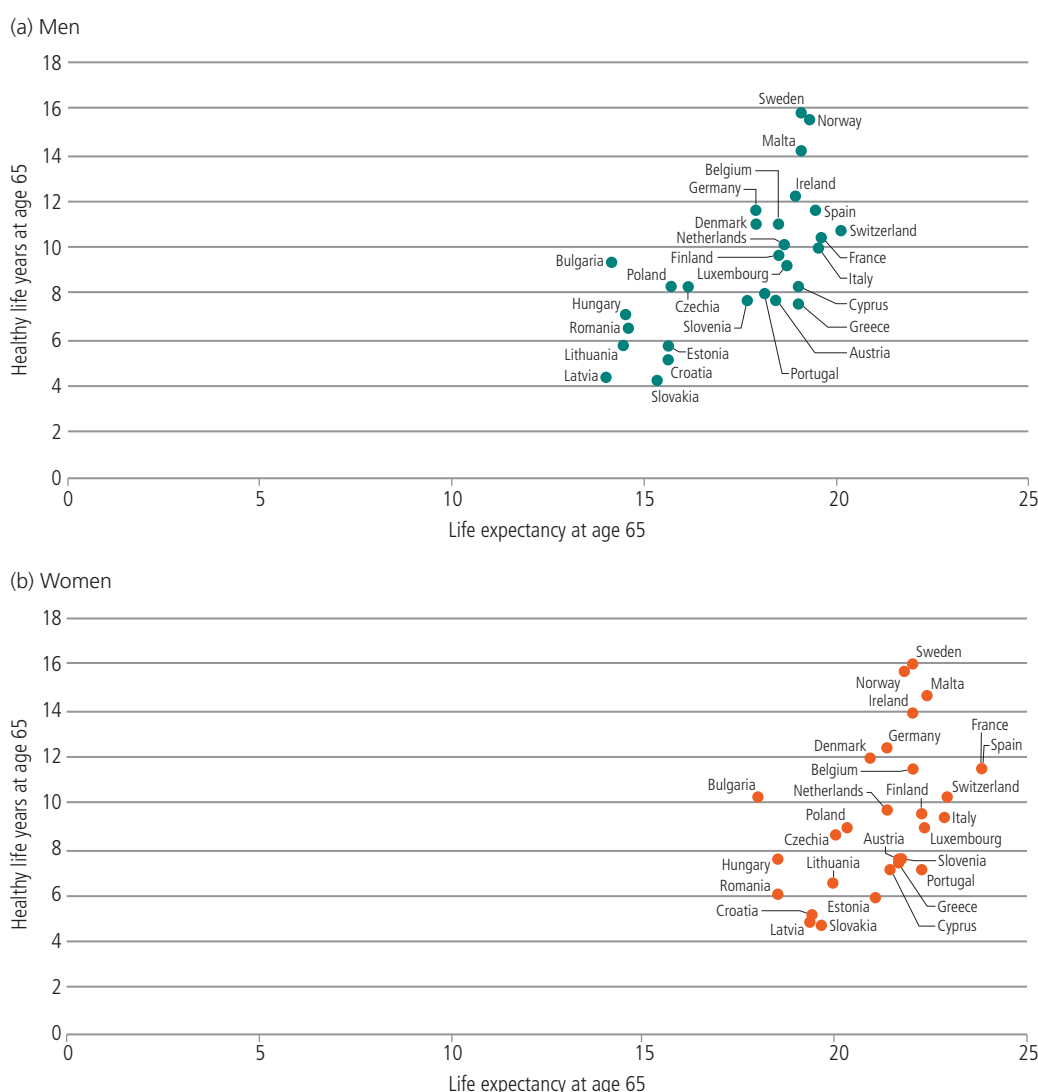 (a) Men
Healthy life years at age 65
18
16
14
12
10
8
6
4
2
0
Sweden
Norway
Malta
Belgium
Germany
Ireland
Spain
Denmark
Switzerland
Netherlands
Finland
France
Bulgaria
Poland
Luxembourg
Italy
Hungary
Czechia
Cyprus
Romania
Slovenia
Greece
Lithuania
Estonia
Austria
Latvia
Croatia
Portugal
Slovakia
0 5 10 15 20 25
Life expectancy at age 65
(b) Women
Healthy life years at age 65
18
16
14
12
10
8
6
4
2
0
Sweden
Norway
Malta
Ireland
France
Germany
Spain
Denmark
Belgium
Bulgaria
Netherlands
Finland
Switzerland
Poland
Italy
Czechia
Austria
Luxembourg
Hungary
Lithuania
Slovenia
Romania
Portugal
Croatia
Estonia
Greece
Latvia
Slovakia
Cyprus
0 5 10 15 20 25
Life expectancy at age 65